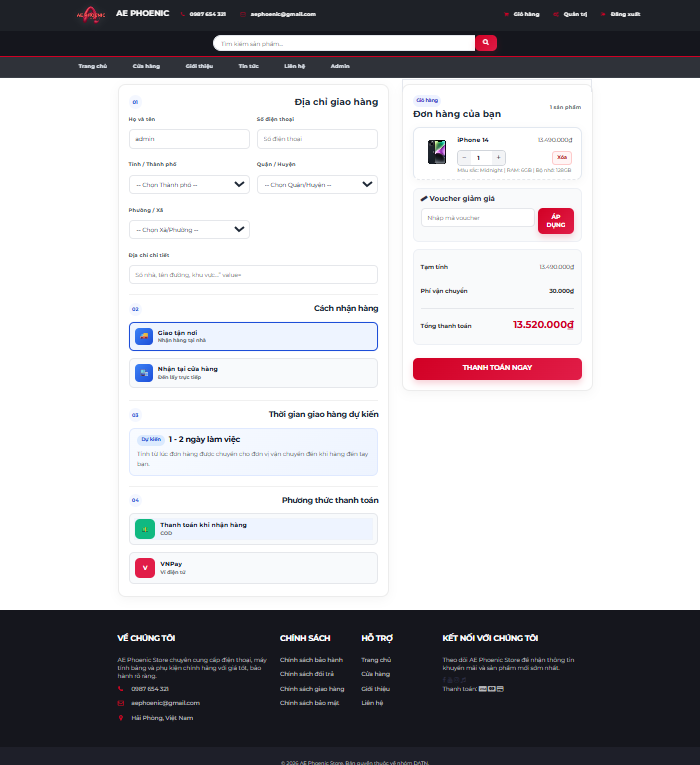 AE PHOENIC
AE PHOENIC
0987 654 321
aephoenic@gmail.com
Giỏ hàng
Quản trị
Đăng xuất
Tìm kiếm sản phẩm...
Trang chủ
Cửa hàng
Giới thiệu
Tin tức
Liên hệ
Admin
01
Địa chỉ giao hàng
Họ và tên
Số điện thoại
admin
Số điện thoại
Tỉnh / Thành phố
Quận / Huyện
-- Chọn Thành phố --
-- Chọn Quận/Huyện --
Phường / Xã
-- Chọn Xã/Phường --
Địa chỉ chi tiết
Số nhà, tên đường, khu vực..." value=
02
Cách nhận hàng
Giao tận nơi
Nhận hàng tại nhà
Nhận tại cửa hàng
Đến lấy trực tiếp
03
Thời gian giao hàng dự kiến
Dự kiến
1 - 2 ngày làm việc
Tính từ lúc đơn hàng được chuyển cho đơn vị vận chuyển đến khi hàng đến tay
bạn.
04
Phương thức thanh toán
Thanh toán khi nhận hàng
COD
V
VNPay
Ví điện tử
Giỏ hàng
Đơn hàng của bạn
1 sản phẩm
iPhone 14
13.490.000₫
−
1
+
Xóa
Màu sắc: Midnight | RAM: 6GB | Bộ nhớ: 128GB
Voucher giảm giá
Nhập mã voucher
ÁP
DỤNG
Tạm tính
13.490.000₫
Phí vận chuyển
30.000₫
Tổng thanh toán
13.520.000₫
THANH TOÁN NGAY
VỀ CHÚNG TÔI
AE Phoenic Store chuyên cung cấp điện thoại, máy
tính bảng và phụ kiện chính hãng với giá tốt, bảo
hành rõ ràng.
0987 654 321
aephoenic@gmail.com
Hải Phòng, Việt Nam
CHÍNH SÁCH
Chính sách bảo hành
Chính sách đổi trả
Chính sách giao hàng
Chính sách bảo mật
HỖ TRỢ
Trang chủ
Cửa hàng
Giới thiệu
Liên hệ
KẾT NỐI VỚI CHÚNG TÔI
Theo dõi AE Phoenic Store để nhận thông tin
khuyến mãi và sản phẩm mới sớm nhất.
Thanh toán:
© 2026 AE Phoenic Store. Bản quyền thuộc về nhóm DATN.